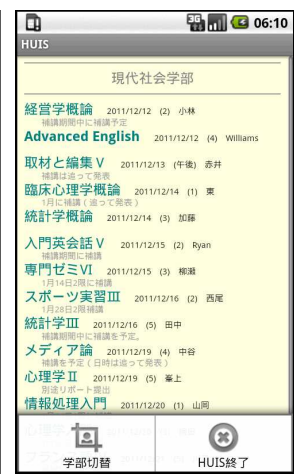 3G 06:10
HUIS
現代社会学部
経営学概論 2011/12/12 (2) 小林
補講期間中に補講予定
Advanced English 2011/12/12 (4) Williams
取材と編集Ⅴ 2011/12/13 (午後) 赤井
補講は追って発表
臨床心理学概論 2011/12/14 (1) 東
1月に補講(追って発表)
統計学概論 2011/12/14 (3) 加藤
入門英会話Ⅴ 2011/12/15 (2) Ryan
補講期間に補講
専門ゼミⅥ 2011/12/15 (3) 柳瀬
1月14日2限に補講
スポーツ実習Ⅲ 2011/12/16 (2) 西尾
1月28日2限補講
統計学Ⅲ 2011/12/16 (5) 田中
補講期間中に補講を予定。
メディア論 2011/12/19 (4) 中谷
補講を予定(日時は追って発表)
心理学Ⅱ 2011/12/19 (5) 峯上
別途リポート提出
情報処理入門 2011/12/20 (1) 山岡
学部切替 HUIS終了